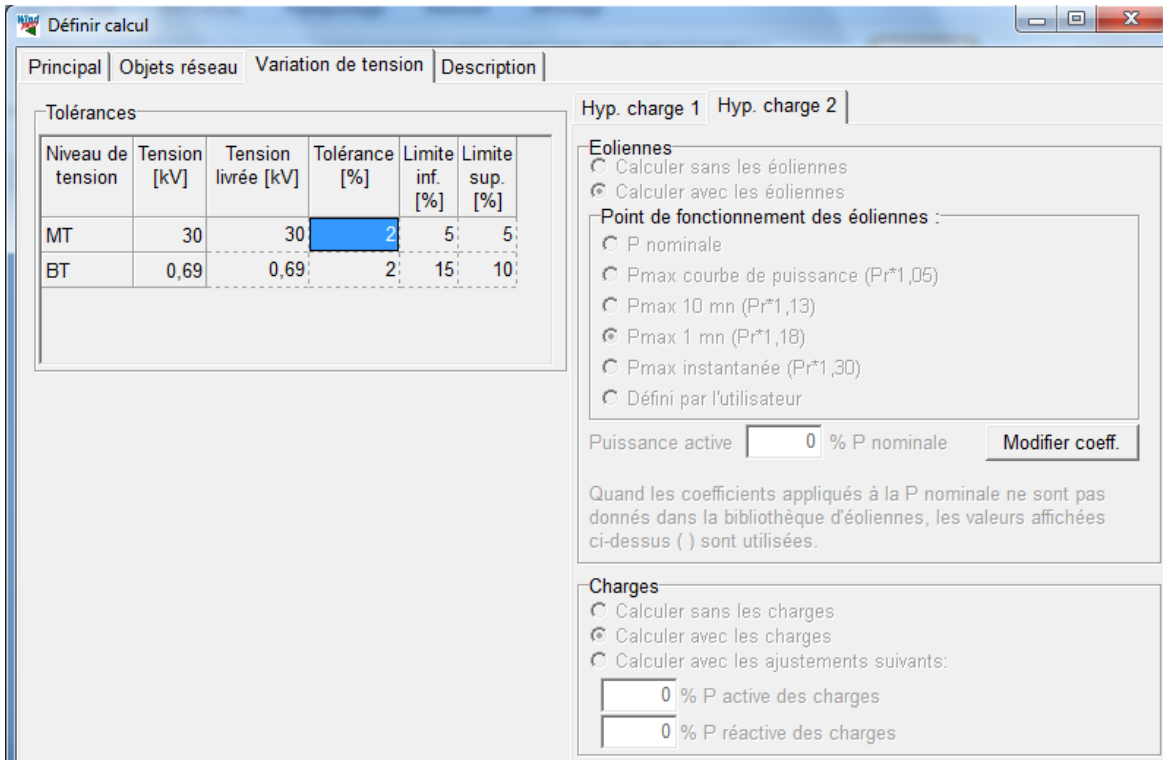 Wind
Définir calcul
Principal Objets réseau Variation de tension Description
Tolérances
Niveau de tension Tension [kV] Tension livrée [kV] Tolérance [%] Limite inf. [%] Limite sup. [%]
MT 30 30 2 5 5
BT 0,69 0,69 2 15 10
Hyp. charge 1 Hyp. charge 2
Eoliennes
Calculer sans les éoliennes
Calculer avec les éoliennes
Point de fonctionnement des éoliennes :
P nominale
Pmax courbe de puissance (Pr*1,05)
Pmax 10 mn (Pr*1,13)
Pmax 1 mn (Pr*1,18)
Pmax instantanée (Pr*1,30)
Défini par l'utilisateur
Puissance active 0 % P nominale Modifier coeff.
Quand les coefficients appliqués à la P nominale ne sont pas
donnés dans la bibliothèque d'éoliennes, les valeurs affichées
ci-dessus ( ) sont utilisées.
Charges
Calculer sans les charges
Calculer avec les charges
Calculer avec les ajustements suivants:
0 % P active des charges
0 % P réactive des charges